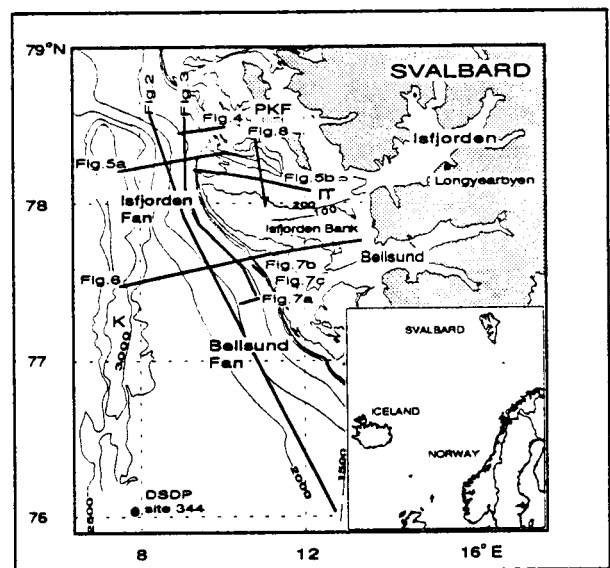 79°N
SVALBARD
Fig.2
Fig.3
PKF
Fig.4
Fig.8
Isfjorden
Fig.5a
Fig.5b
Longyearbyen
IT
Isfjorden
Fan
78
200
100
Isfjorden Bank
Bellsund
Fig.6
Fig.7b
Fig.7c
Fig.7a
K
3000
Bellsund
Fan
77
SVALBARD
ICELAND
NORWAY
DSDP
site 344
2500
2000
1500
76
8
12
16°E